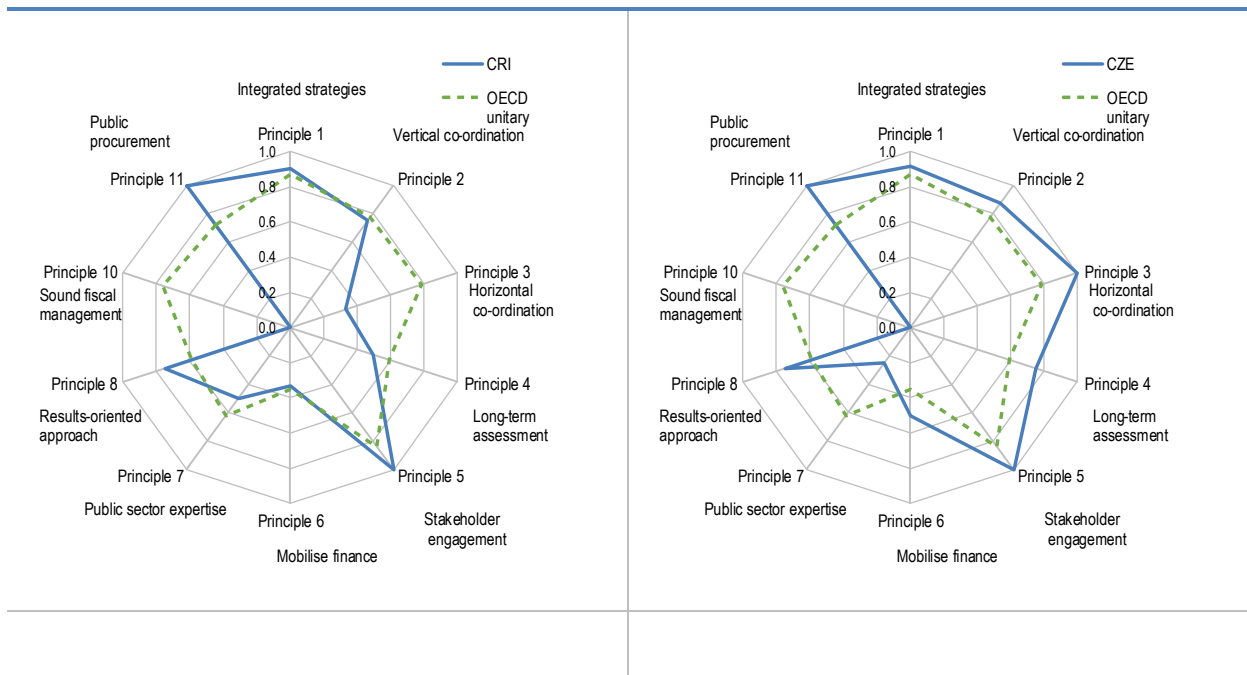 CRI
OECD
unitary
Integrated strategies
Public
procurement
Vertical co-ordination
Principle 1
Principle 11
Principle 2
1.0
0.8
0.6
0.4
0.2
0.0
Principle 10
Sound fiscal
management
Principle 3
Horizontal
co-ordination
Principle 8
Results-oriented
approach
Principle 4
Long-term
assessment
Principle 7
Principle 5
Public sector expertise
Principle 6
Stakeholder
engagement
Mobilise finance
CZE
OECD
unitary
Integrated strategies
Public
procurement
Vertical co-ordination
Principle 1
Principle 11
Principle 2
1.0
0.8
0.6
0.4
0.2
0.0
Principle 10
Sound fiscal
management
Principle 3
Horizontal
co-ordination
Principle 8
Results-oriented
approach
Principle 4
Long-term
assessment
Principle 7
Principle 5
Public sector expertise
Principle 6
Stakeholder
engagement
Mobilise finance